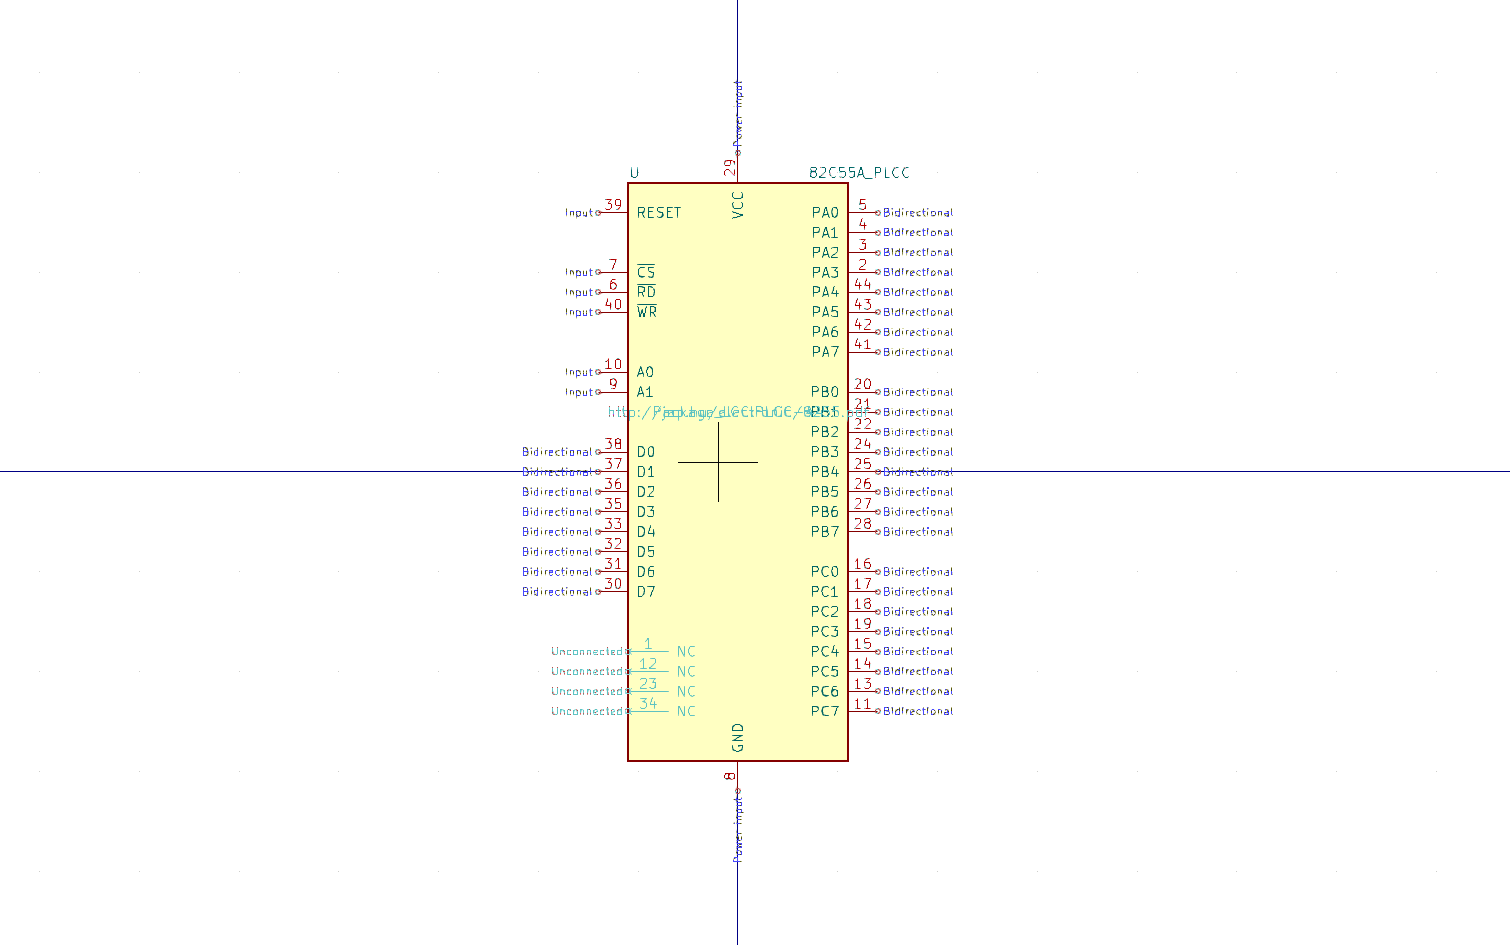 Power input
29
U 82C55A_PLCC
VCC
Input 39 RESET PA0 5 Bidirectional
PA1 4 Bidirectional
PA2 3 Bidirectional
Input 7 CS PA3 2 Bidirectional
Input 6 RD PA4 44 Bidirectional
Input 40 WR PA5 43 Bidirectional
PA6 42 Bidirectional
PA7 41 Bidirectional
Input 10 A0
Input 9 A1 PB0 20 Bidirectional
PB1 21 Bidirectional
PB2 22 Bidirectional
Bidirectional 38 D0 PB3 24 Bidirectional
Bidirectional 37 D1 PB4 25 Bidirectional
Bidirectional 36 D2 PB5 26 Bidirectional
Bidirectional 35 D3 PB6 27 Bidirectional
Bidirectional 33 D4 PB7 28 Bidirectional
Bidirectional 32 D5
Bidirectional 31 D6 PC0 16 Bidirectional
Bidirectional 30 D7 PC1 17 Bidirectional
PC2 18 Bidirectional
PC3 19 Bidirectional
Unconnected 1 NC PC4 15 Bidirectional
Unconnected 12 NC PC5 14 Bidirectional
Unconnected 23 NC PC6 13 Bidirectional
Unconnected 34 NC PC7 11 Bidirectional
GND
8
Power input